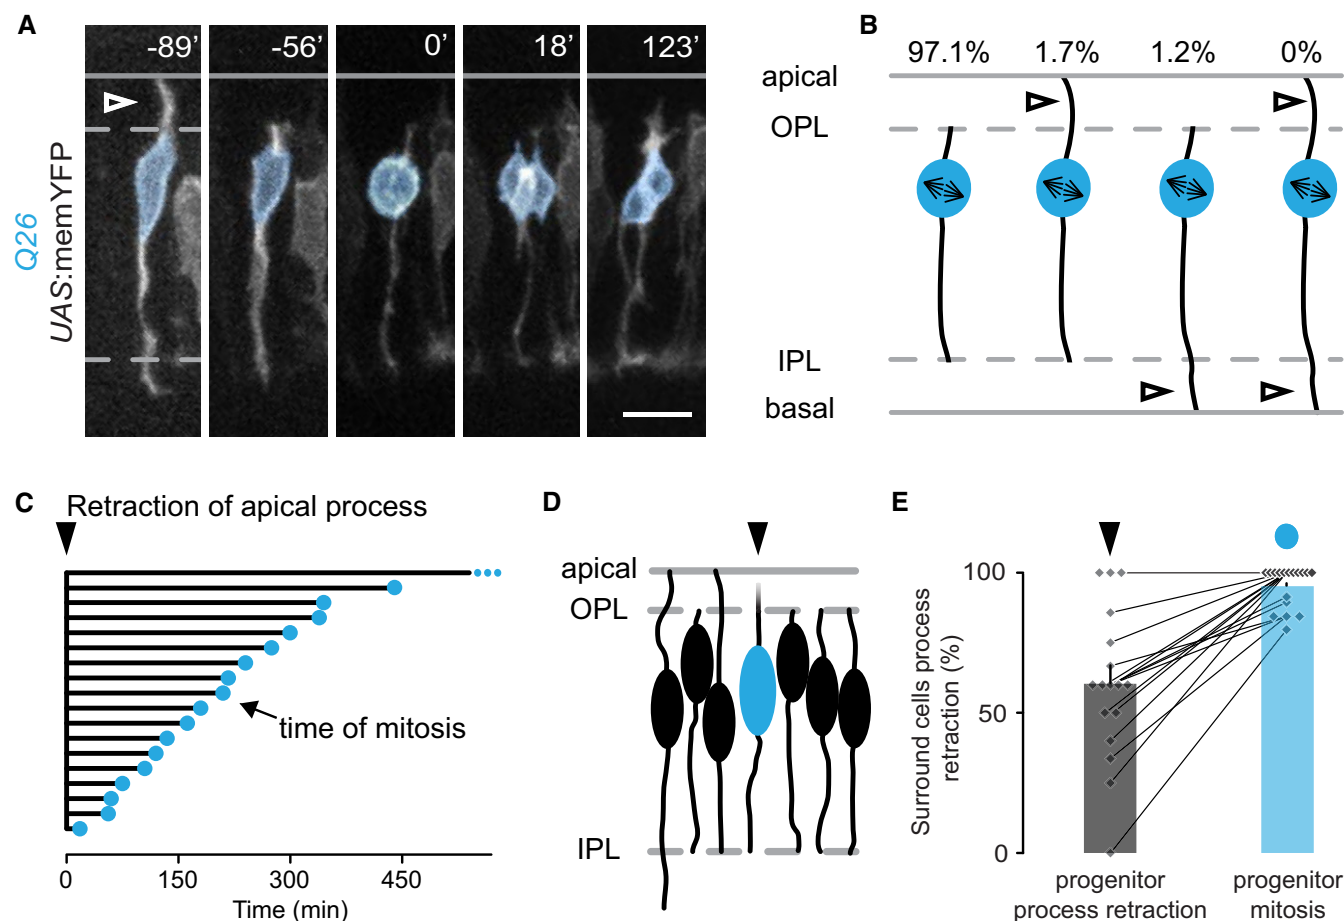 A
-89’
-56’
0’
18’
123’
Q26
UAS:memYFP
B
97.1%
1.7%
1.2%
0%
apical
OPL
IPL
basal
C
Retraction of apical process
time of mitosis
0
150
300
450
Time (min)
D
apical
OPL
IPL
E
Surround cells process
retraction (%)
100
50
0
progenitor
process retraction
progenitor
mitosis